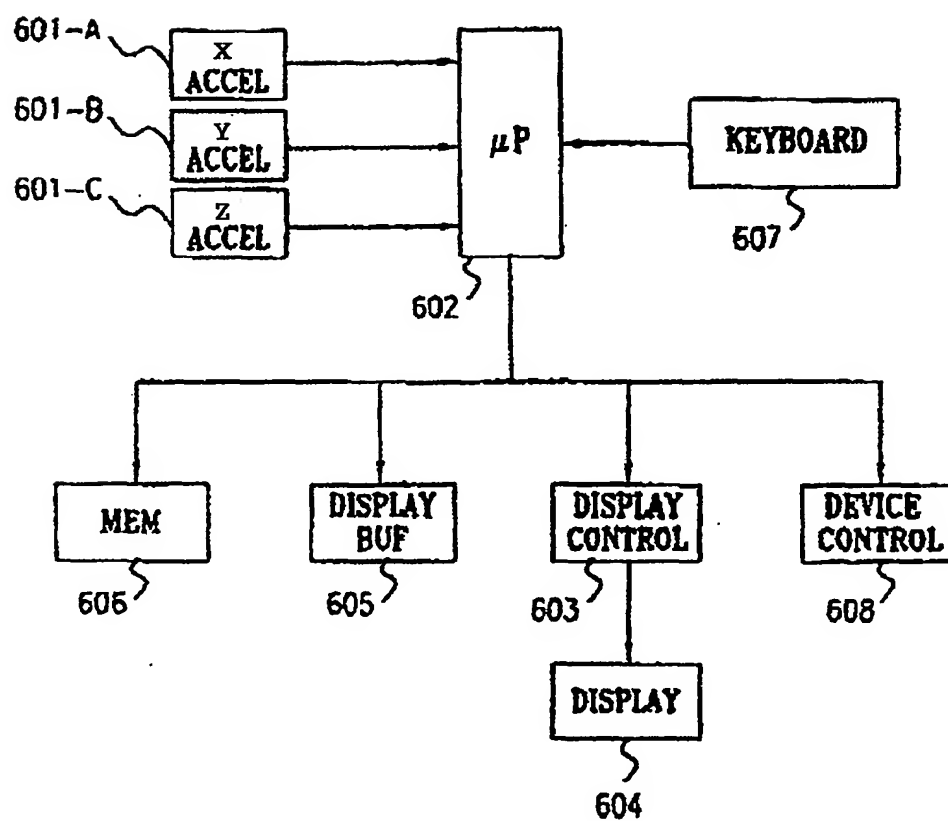 601-A
X
ACCEL
601-B
Y
ACCEL
601-C
Z
ACCEL
μP
602
KEYBOARD
607
MEM
606
DISPLAY
BUF
605
DISPLAY
CONTROL
603
DEVICE
CONTROL
608
DISPLAY
604